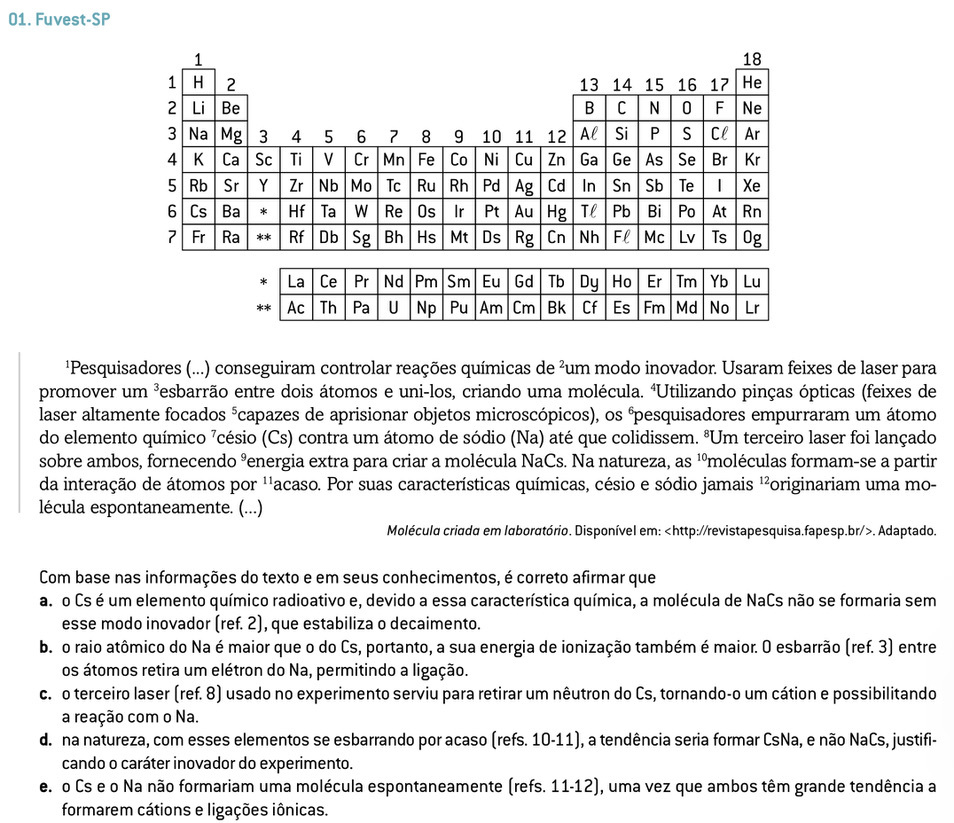 01. Fuvest-SP
1 18
1 H 2 13 14 15 16 17 He
2 Li Be B C N O F Ne
3 Na Mg 3 4 5 6 7 8 9 10 11 12 Aℓ Si P S Cℓ Ar
4 K Ca Sc Ti V Cr Mn Fe Co Ni Cu Zn Ga Ge As Se Br Kr
5 Rb Sr Y Zr Nb Mo Tc Ru Rh Pd Ag Cd In Sn Sb Te I Xe
6 Cs Ba * Hf Ta W Re Os Ir Pt Au Hg Tℓ Pb Bi Po At Rn
7 Fr Ra ** Rf Db Sg Bh Hs Mt Ds Rg Cn Nh Fℓ Mc Lv Ts Og
* La Ce Pr Nd Pm Sm Eu Gd Tb Dy Ho Er Tm Yb Lu
** Ac Th Pa U Np Pu Am Cm Bk Cf Es Fm Md No Lr
¹Pesquisadores (...) conseguiram controlar reações químicas de ²um modo inovador. Usaram feixes de laser para
promover um ³esbarrão entre dois átomos e uni-los, criando uma molécula. ⁴Utilizando pinças ópticas (feixes de
laser altamente focados ⁵capazes de aprisionar objetos microscópicos), os ⁶pesquisadores empurraram um átomo
do elemento químico ⁷césio (Cs) contra um átomo de sódio (Na) até que colidissem. ⁸Um terceiro laser foi lançado
sobre ambos, fornecendo ⁹energia extra para criar a molécula NaCs. Na natureza, as ¹⁰moléculas formam-se a partir
da interação de átomos por ¹¹acaso. Por suas características químicas, césio e sódio jamais ¹²originariam uma mo-
lécula espontaneamente. (...)
Molécula criada em laboratório. Disponível em: <http://revistapesquisa.fapesp.br/>. Adaptado.
Com base nas informações do texto e em seus conhecimentos, é correto afirmar que
a. o Cs é um elemento químico radioativo e, devido a essa característica química, a molécula de NaCs não se formaria sem
esse modo inovador (ref. 2), que estabiliza o decaimento.
b. o raio atômico do Na é maior que o do Cs, portanto, a sua energia de ionização também é maior. O esbarrão (ref. 3) entre
os átomos retira um elétron do Na, permitindo a ligação.
c. o terceiro laser (ref. 8) usado no experimento serviu para retirar um nêutron do Cs, tornando-o um cátion e possibilitando
a reação com o Na.
d. na natureza, com esses elementos se esbarrando por acaso (refs. 10-11), a tendência seria formar CsNa, e não NaCs, justifi-
cando o caráter inovador do experimento.
e. o Cs e o Na não formariam uma molécula espontaneamente (refs. 11-12), uma vez que ambos têm grande tendência a
formarem cátions e ligações iônicas.